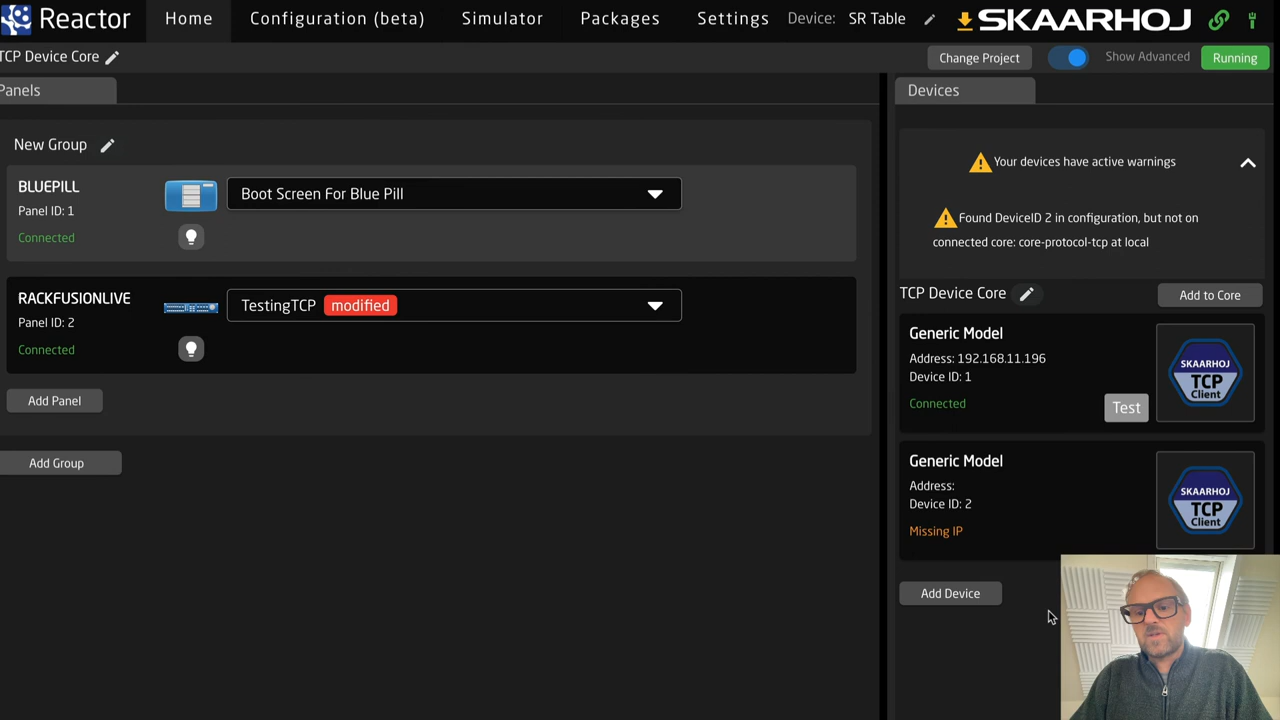 Reactor
Home
Configuration (beta)
Simulator
Packages
Settings
Device: SR Table
SKAARHOJ
TCP Device Core
Change Project
Show Advanced
Running
Panels
New Group
BLUEPILL
Panel ID: 1
Connected
Boot Screen For Blue Pill
RACKFUSIONLIVE
Panel ID: 2
Connected
TestingTCP modified
Add Panel
Add Group
Devices
Your devices have active warnings
Found DeviceID 2 in configuration, but not on
connected core: core-protocol-tcp at local
TCP Device Core
Add to Core
Generic Model
Address: 192.168.11.196
Device ID: 1
Connected
Test
SKAARHOJ
TCP
Client
Generic Model
Address:
Device ID: 2
Missing IP
SKAARHOJ
TCP
Client
Add Device